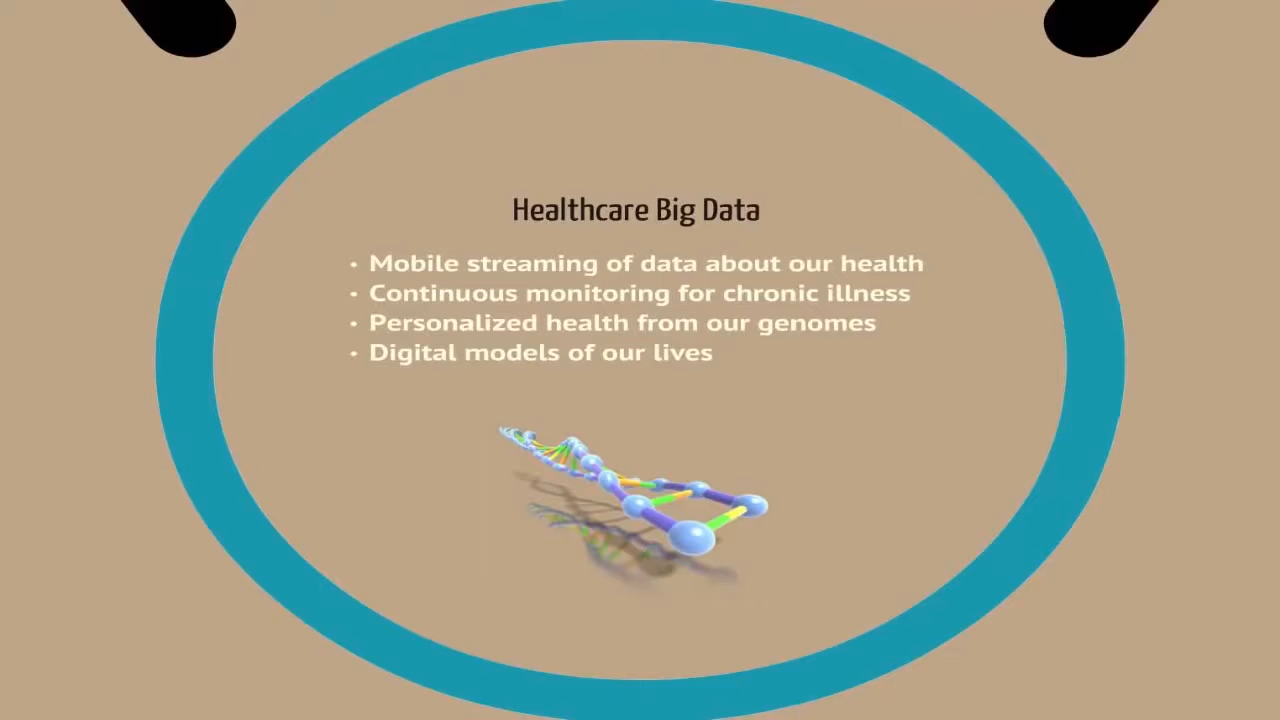 Healthcare Big Data
• Mobile streaming of data about our health
• Continuous monitoring for chronic illness
• Personalized health from our genomes
• Digital models of our lives